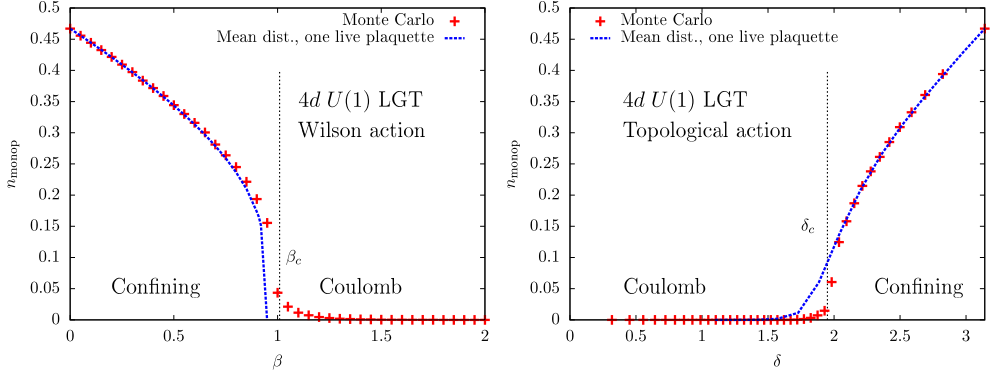 Monte Carlo
Mean dist., one live plaquette
4d U(1) LGT
Wilson action
β_c
Confining
Coulomb
n_monop
0.5
0.45
0.4
0.35
0.3
0.25
0.2
0.15
0.1
0.05
0
0 0.5 1 1.5 2
β
Monte Carlo
Mean dist., one live plaquette
4d U(1) LGT
Topological action
δ_c
Coulomb
Confining
n_monop
0.5
0.45
0.4
0.35
0.3
0.25
0.2
0.15
0.1
0.05
0
0 0.5 1 1.5 2 2.5 3
δ